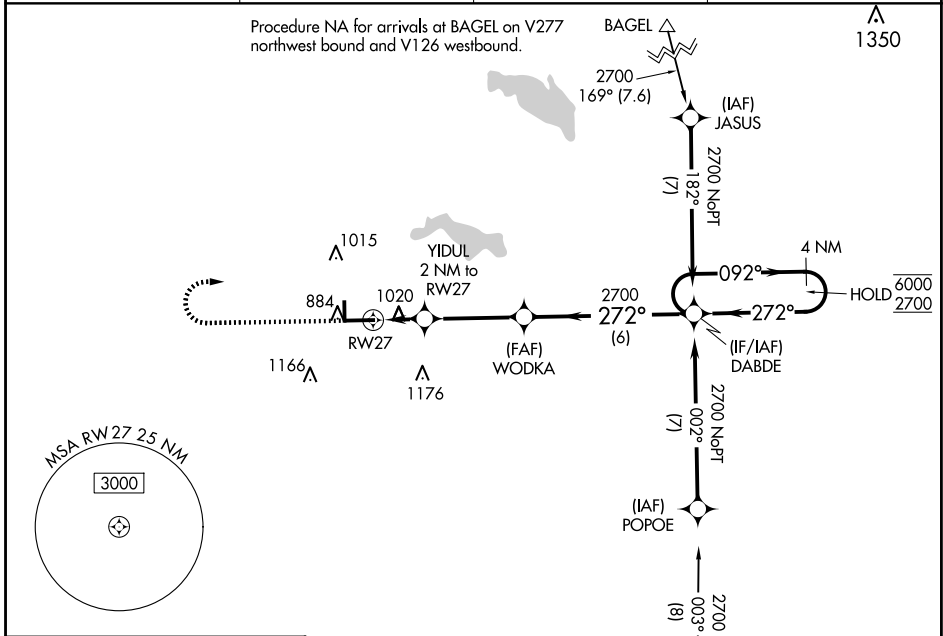 Procedure NA for arrivals at BAGEL on V277
northwest bound and V126 westbound.
BAGEL
1350
2700
169° (7.6)
(IAF)
JASUS
2700 NoPT
182°
(7)
4 NM
092°
HOLD
6000
2700
272°
1015
YIDUL
2 NM to
RW27
884
1020
RW27
2700
272°
(6)
(FAF)
WODKA
(IF/IAF)
DABDE
1166
1176
2700 NoPT
002°
(7)
MSA RW27 25 NM
3000
(IAF)
POPOE
2700
003°
(8)